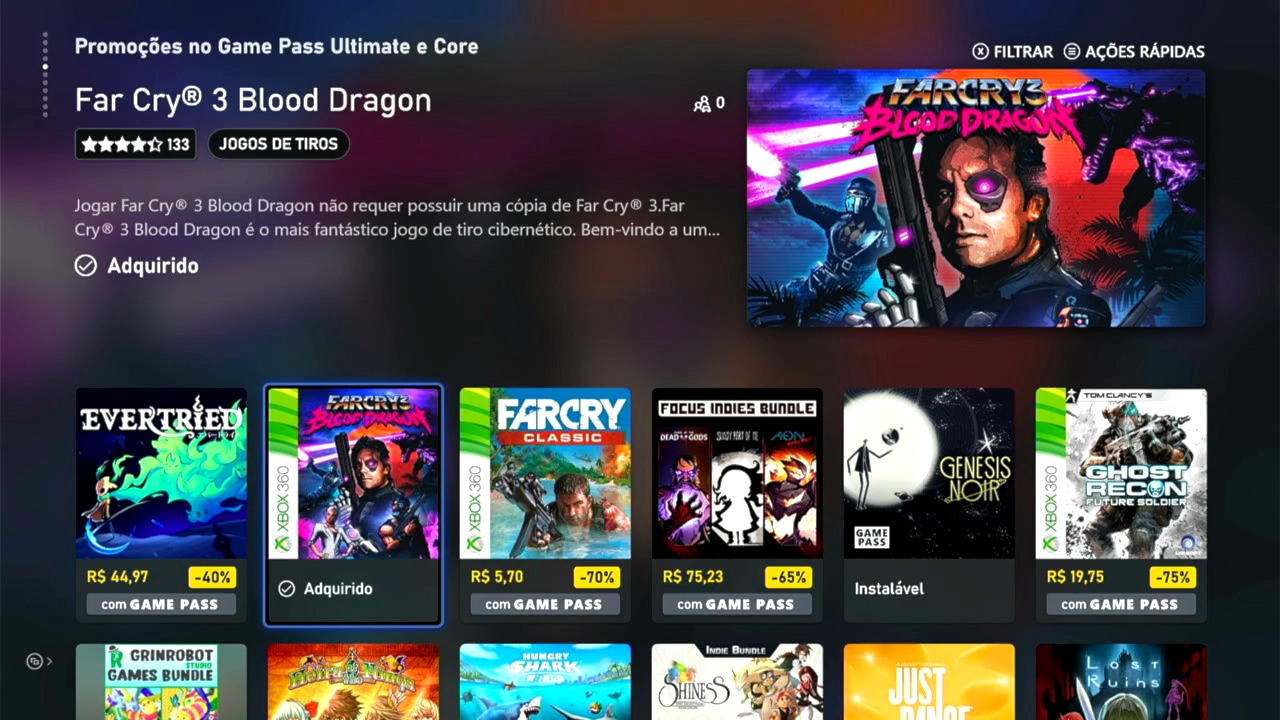 Promoções no Game Pass Ultimate e Core
FILTRAR AÇÕES RÁPIDAS
Far Cry® 3 Blood Dragon
0
133 JOGOS DE TIROS
Jogar Far Cry® 3 Blood Dragon não requer possuir uma cópia de Far Cry® 3.Far
Cry® 3 Blood Dragon é o mais fantástico jogo de tiro cibernético. Bem-vindo a um...
Adquirido
FARCRY3
BLOOD DRAGON
EVERTRIED
R$ 44,97 -40%
com GAME PASS
XBOX 360
FARCRY3
BLOOD DRAGON
Adquirido
XBOX 360
FARCRY
CLASSIC
R$ 5,70 -70%
com GAME PASS
FOCUS INDIES BUNDLE
DEAD GODS
AEON
R$ 75,23 -65%
com GAME PASS
GENESIS
NOIR
GAME
PASS
Instalável
XBOX 360
TOM CLANCY'S
GHOST
RECON
FUTURE SOLDIER
UBISOFT
R$ 19,75 -75%
com GAME PASS
GRINROBOT
STUDIO
GAMES BUNDLE
HUNGRY
SHARK
WORLD
INDIE BUNDLE
SHINESS
JUST
DANCE
LOST
RUINS